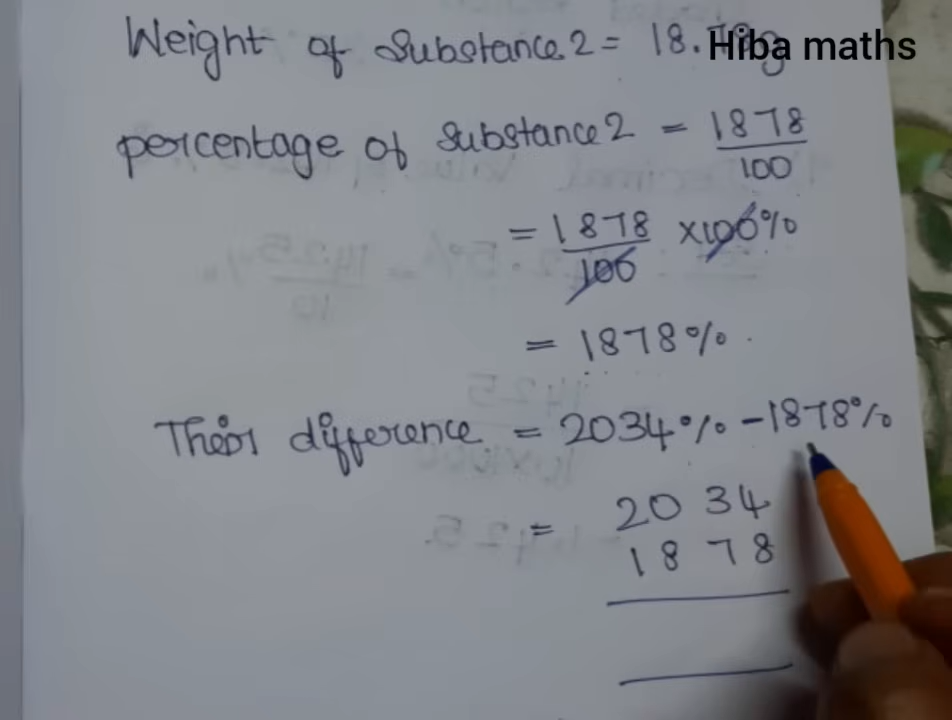 Weight of Substance 2 = 18.
Hiba maths
percentage of Substance 2 = 1878
100
= 1878 ×100%
100
= 1878%.
Their difference = 2034% - 1878%
= 2034
1878